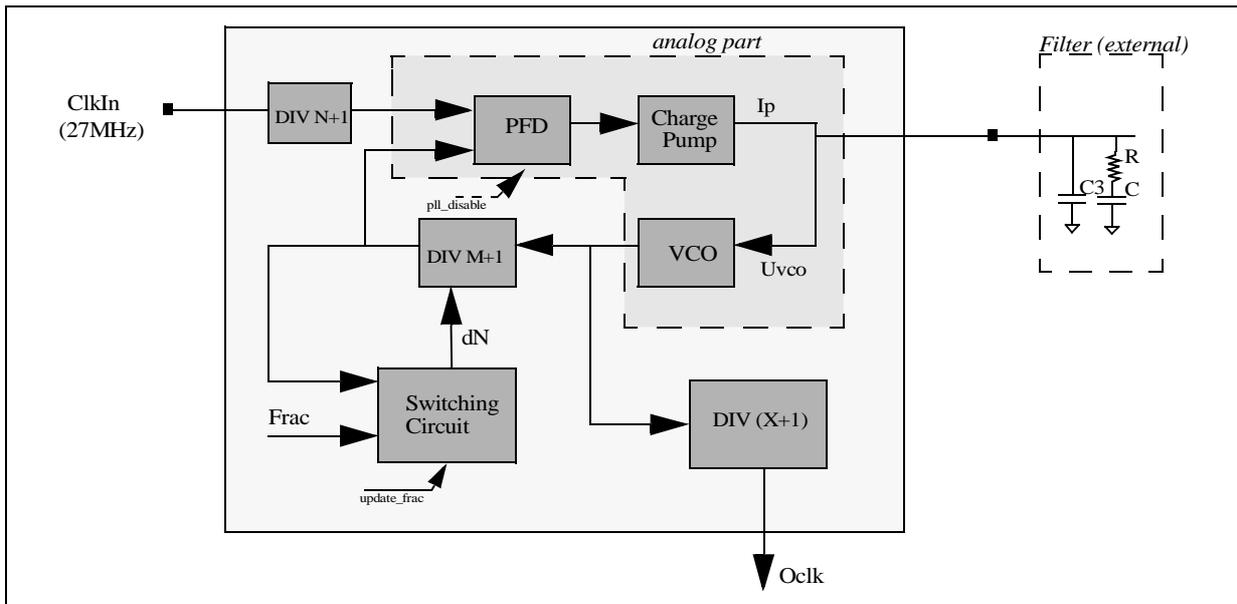 analog part
Filter (external)
ClkIn
(27MHz)
DIV N+1
PFD
Charge
Pump
Ip
R
C3
C
pll_disable
DIV M+1
VCO
Uvco
dN
Switching
Circuit
Frac
DIV (X+1)
update_frac
Oclk